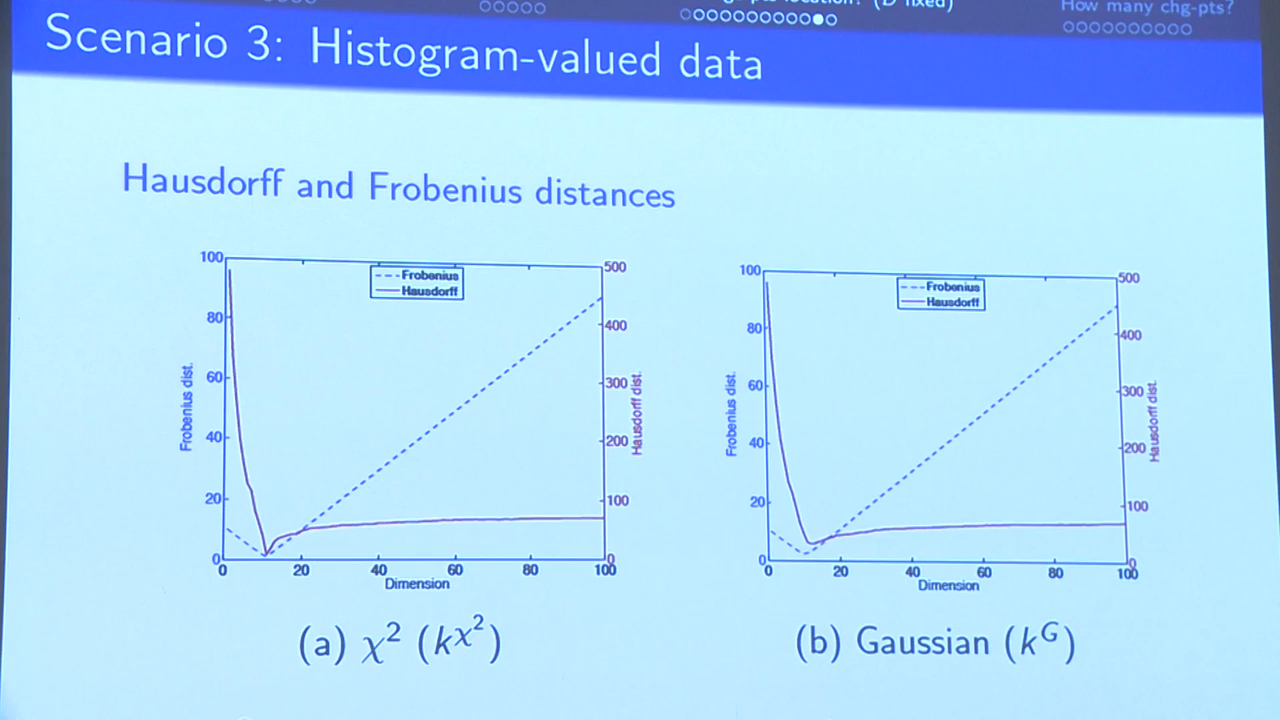 (D fixed)
How many chg-pts?
Scenario 3: Histogram-valued data
Hausdorff and Frobenius distances
100
80
60
40
20
0
Frobenius dist.
Frobenius
Hausdorff
500
400
300
200
100
0
Hausdorff dist.
0 20 40 60 80 100
Dimension
100
80
60
40
20
0
Frobenius dist.
Frobenius
Hausdorff
500
400
300
200
100
0
Hausdorff dist.
0 20 40 60 80 100
Dimension
(a) χ² (kχ²)
(b) Gaussian (kᴳ)